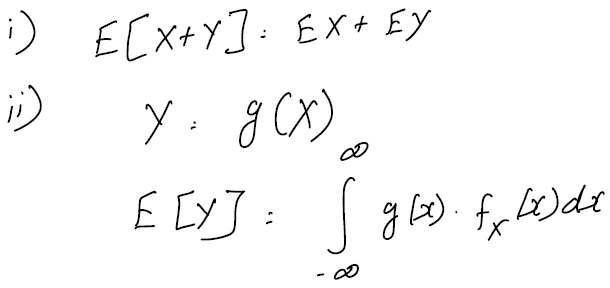 i) E[X+Y] = EX + EY
ii) Y = g(X)
E[Y] = ∫_{-∞}^{∞} g(x) · f_X(x) dx